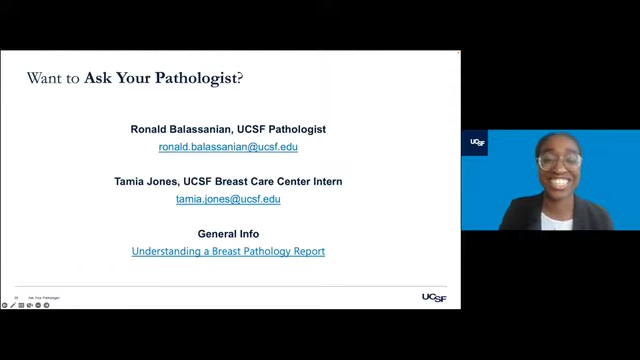 Want to Ask Your Pathologist?
Ronald Balassanian, UCSF Pathologist
ronald.balassanian@ucsf.edu
Tamia Jones, UCSF Breast Care Center Intern
tamia.jones@ucsf.edu
General Info
Understanding a Breast Pathology Report
Ask Your Pathologist
UCSF
UCSF